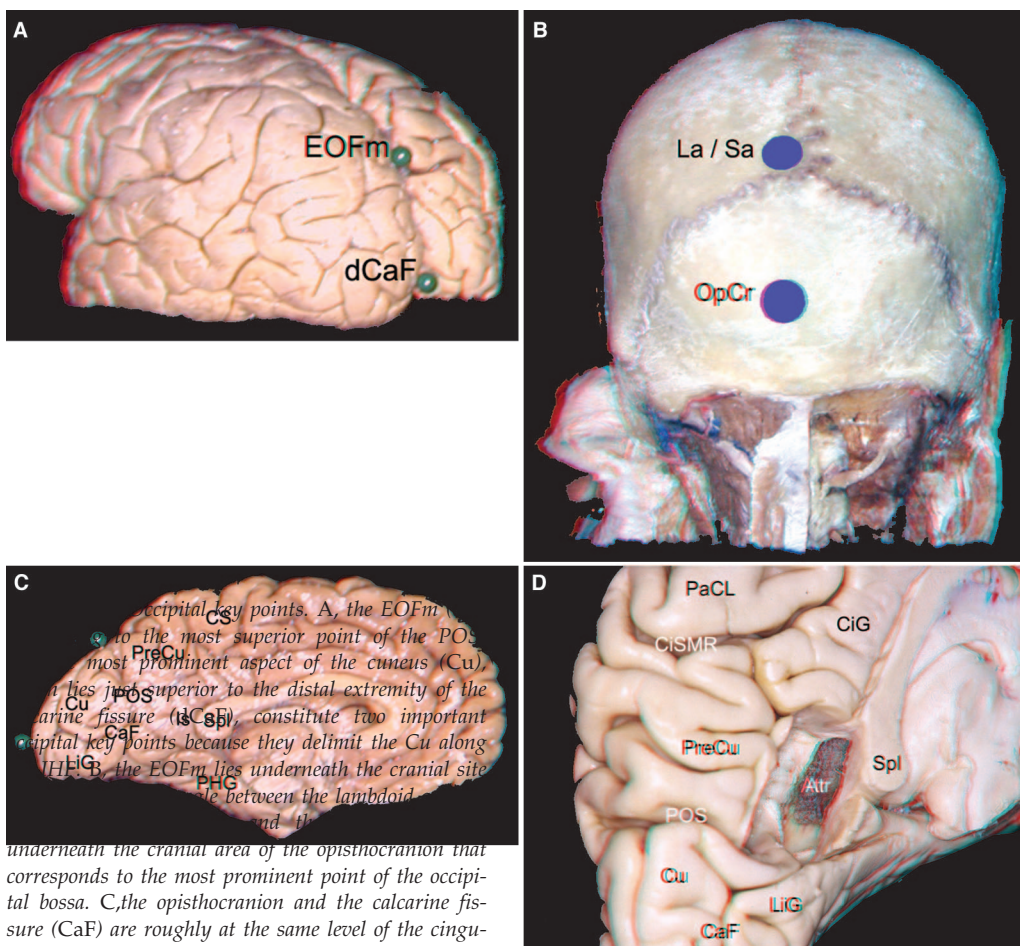 A
EOFm
dCaF
B
La / Sa
OpCr
C
occipital key points. A, the EOFm
to the most superior point of the POS
most prominent aspect of the cuneus (Cu),
lies just superior to the distal extremity of the
fissure (dCaF), constitute two important
key points because they delimit the Cu along
IHF. B, the EOFm lies underneath the cranial site
between the lambdoid
and
underneath the cranial area of the opisthocranion that
corresponds to the most prominent point of the occipi-
tal bossa. C,the opisthocranion and the calcarine fis-
sure (CaF) are roughly at the same level of the cingu-
CS
PreCu
Cu
POS
Is Spl
CaF
LiG
PHG
D
PaCL
CiG
CiSMR
PreCu
Spl
Atr
POS
Cu
LiG
CalF